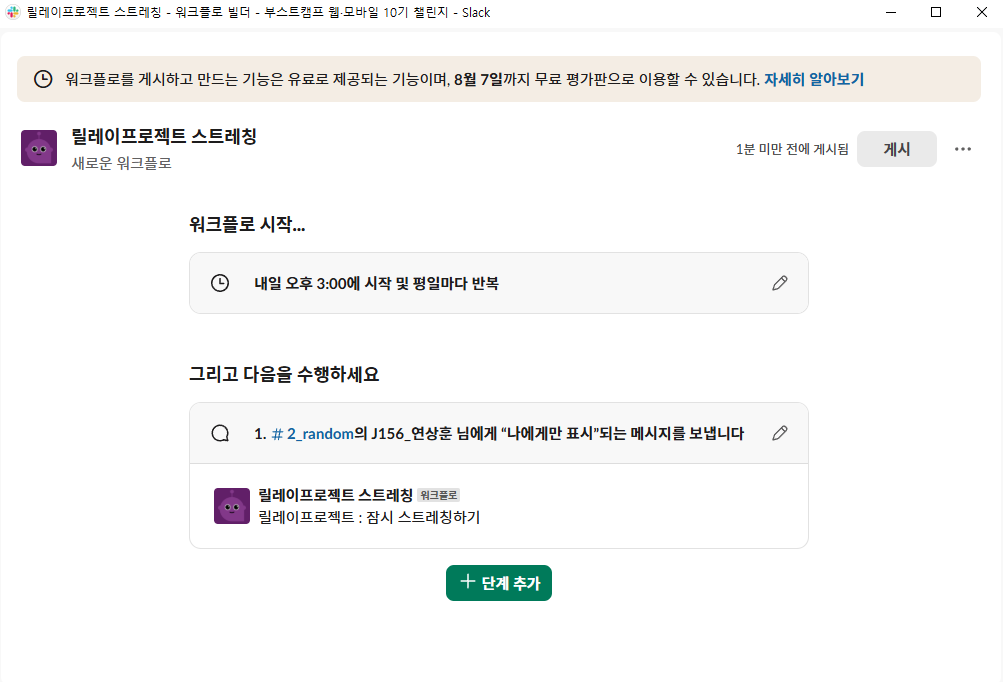 릴레이프로젝트 스트레칭 - 워크플로 빌더 - 부스트캠프 웹·모바일 10기 챌린지 - Slack
워크플로를 게시하고 만드는 기능은 유료로 제공되는 기능이며, 8월 7일까지 무료 평가판으로 이용할 수 있습니다. 자세히 알아보기
릴레이프로젝트 스트레칭
새로운 워크플로
1분 미만 전에 게시됨
게시
워크플로 시작...
내일 오후 3:00에 시작 및 평일마다 반복
그리고 다음을 수행하세요
1. # 2_random의 J156_연상훈 님에게 “나에게만 표시”되는 메시지를 보냅니다
릴레이프로젝트 스트레칭 워크플로
릴레이프로젝트 : 잠시 스트레칭하기
단계 추가